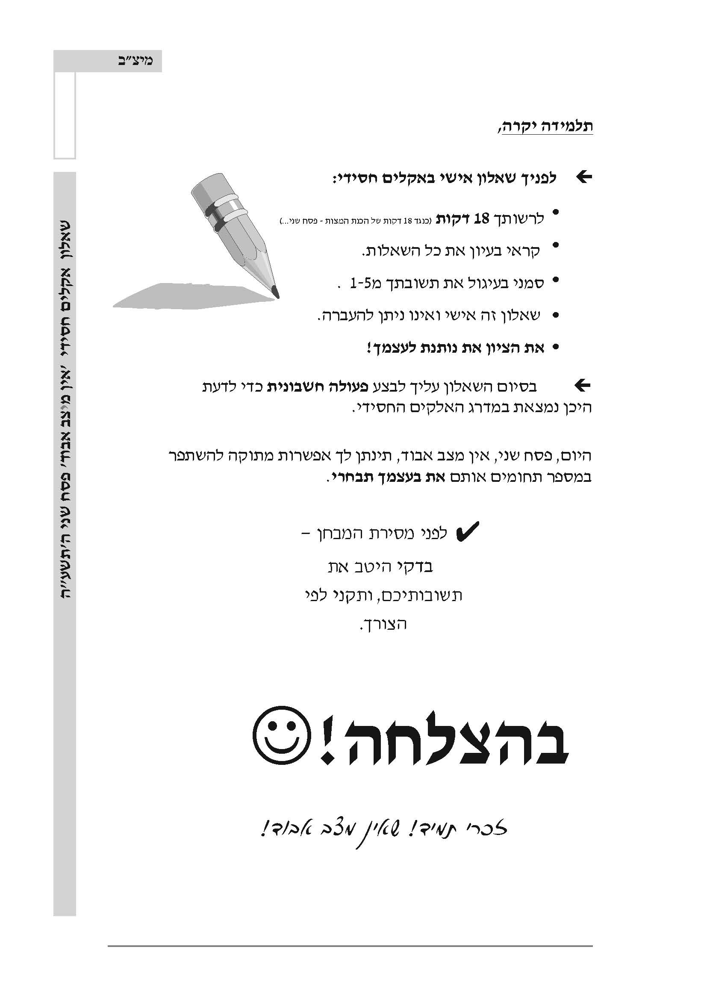 מיצ״ב
תלמידה יקרה,
לפניך שאלון אישי באקלים חסידי:
• לרשותך 18 דקות (כנגד 18 דקות של הכנת המצות - פסח שני...)
• קראי בעיון את כל השאלות.
• סמני בעיגול את תשובתך מ1-5 .
• שאלון זה אישי ואינו ניתן להעברה.
• את הציון את נותנת לעצמך!
בסיום השאלון עליך לבצע פעולה חשבונית כדי לדעת
היכן נמצאת במדרג האלקים החסידי.
היום, פסח שני, אין מצב אבוד, תינתן לך אפשרות מתוקה להשתפר
במספר תחומים אותם את בעצמך תבחרי.
✔ לפני מסירת המבחן –
בדקי היטב את
תשובותיכם, ותקני לפי
הצורך.
בהצלחה!
זכרי תמיד! שאין מצב אבוד!
שאלון אקלים חסידי 'אין מיצב אבוד' פסח שני ה'תשע''ח